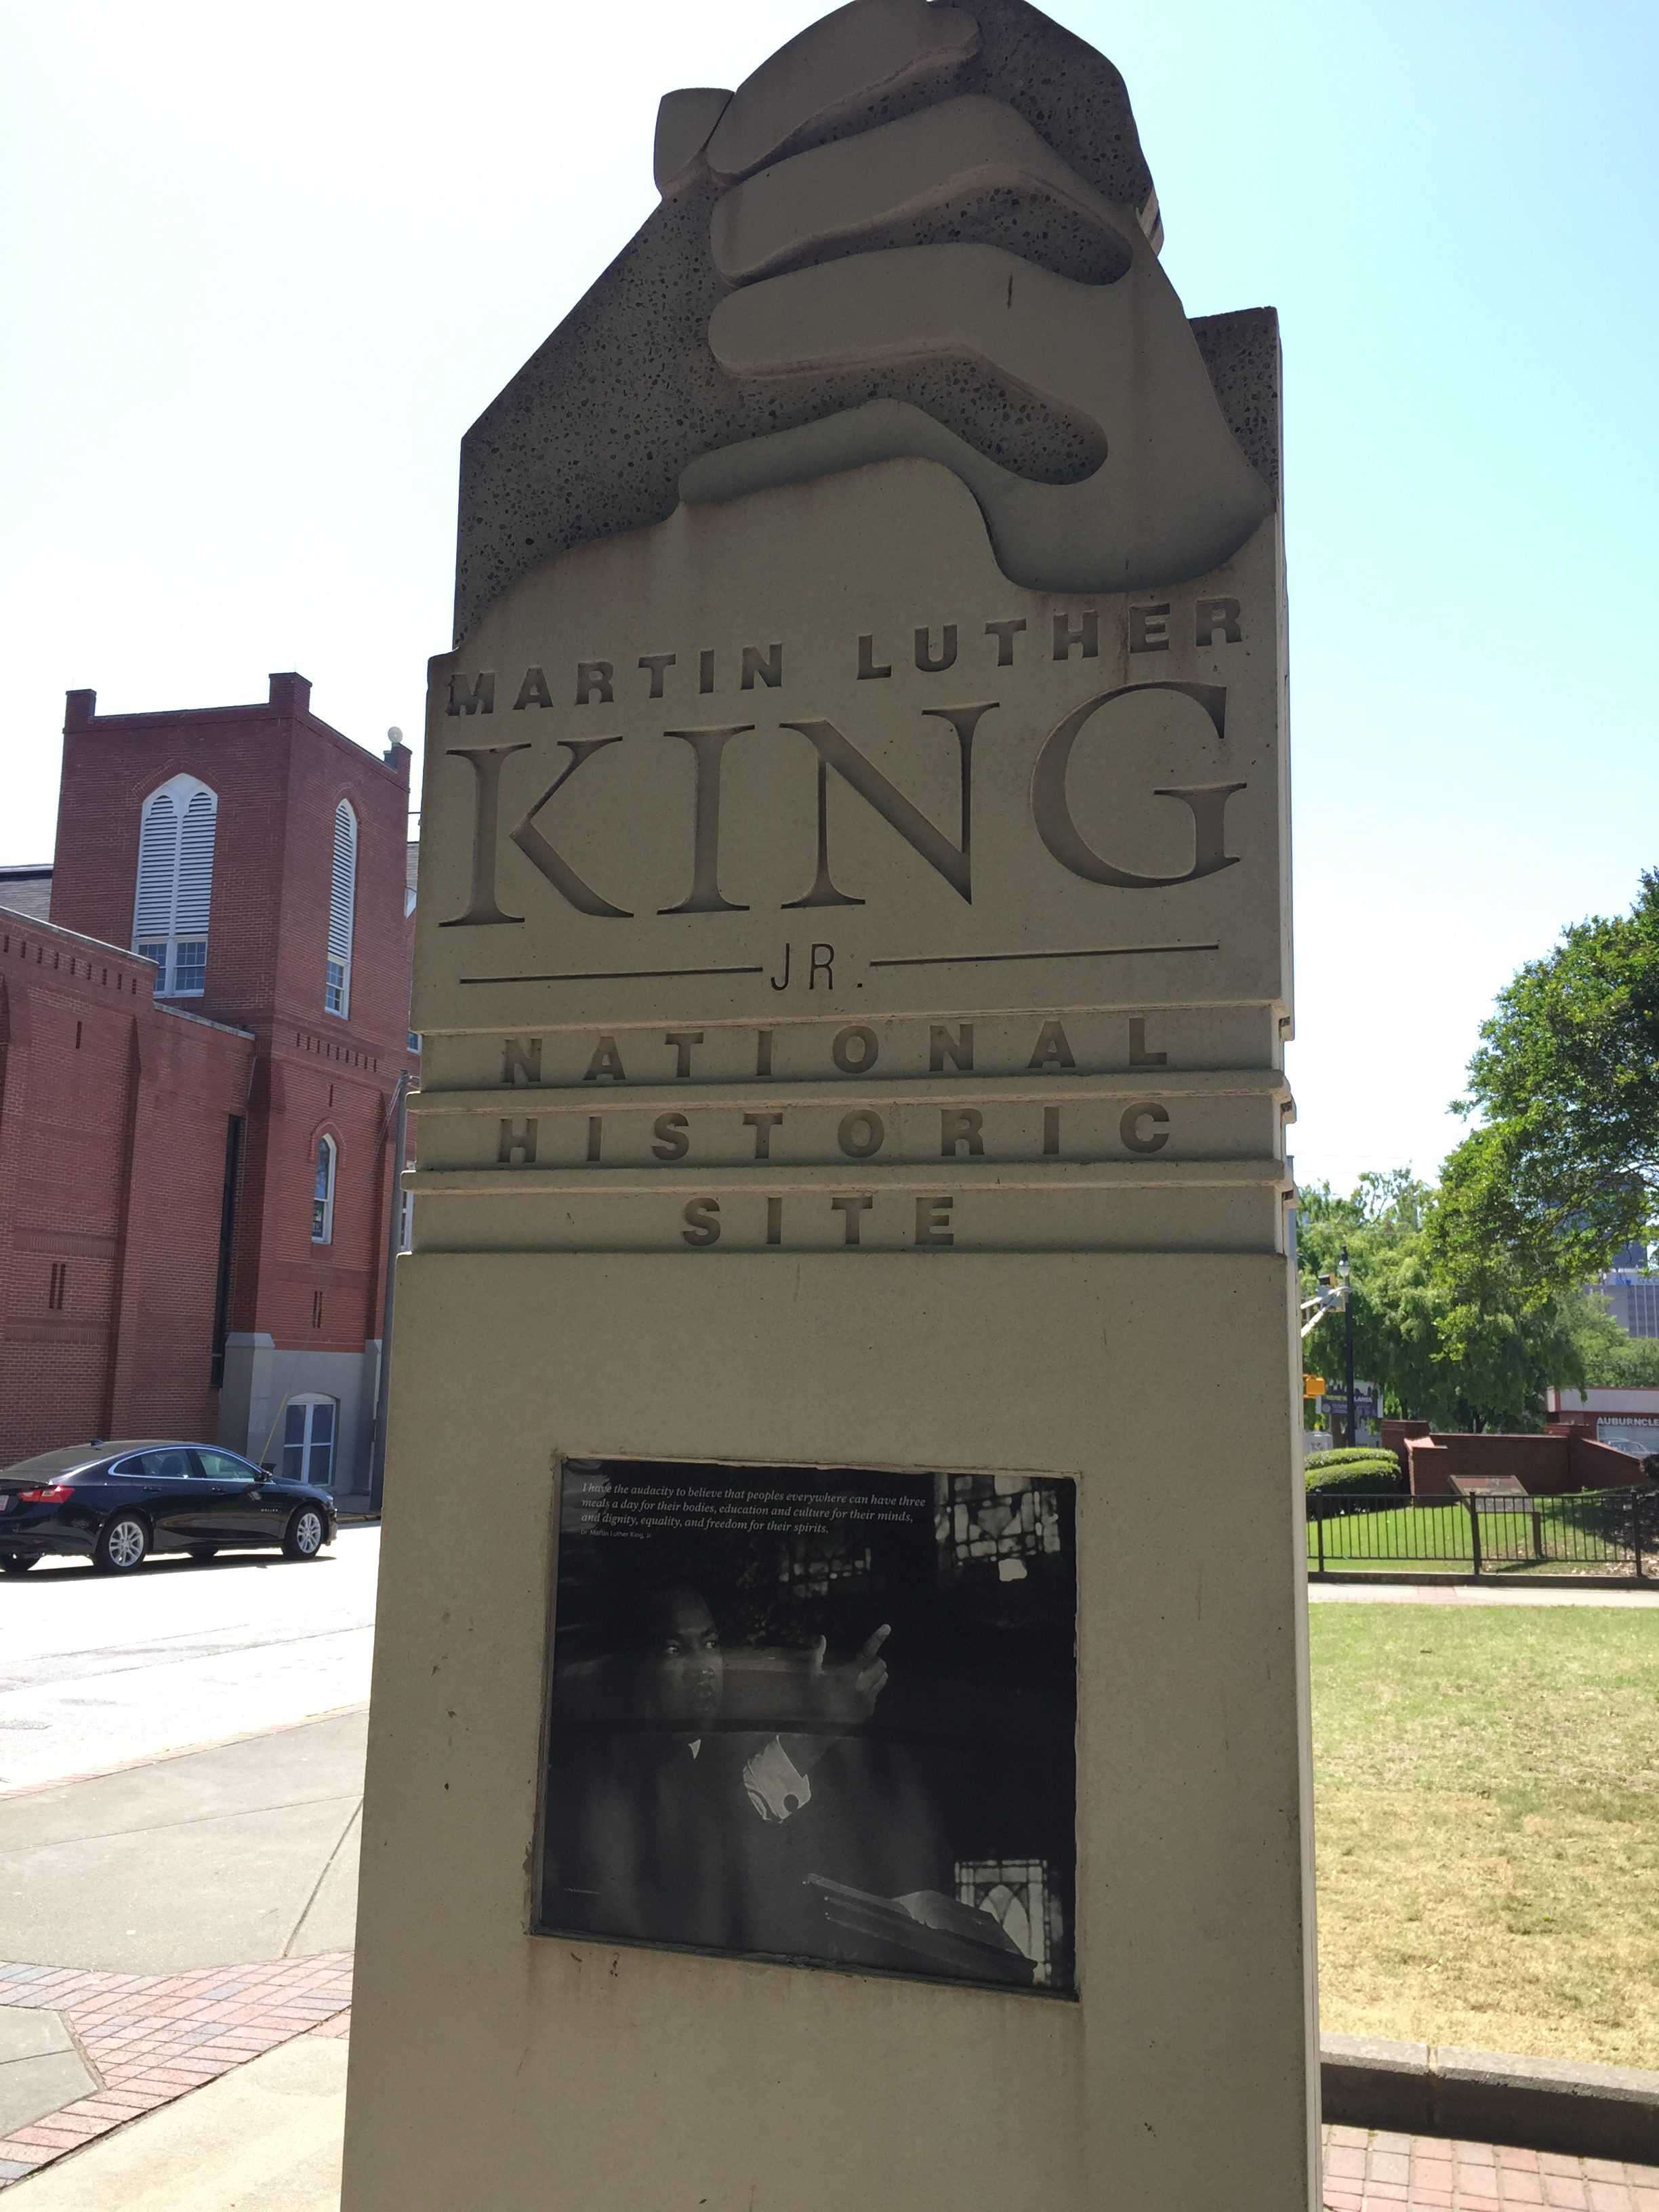 MARTIN LUTHER
KING
JR.
NATIONAL
HISTORIC
SITE
I have the audacity to believe that peoples everywhere can have three
meals a day for their bodies, education and culture for their minds,
and dignity, equality, and freedom for their spirits.
Dr. Martin Luther King, Jr.
AUBURN